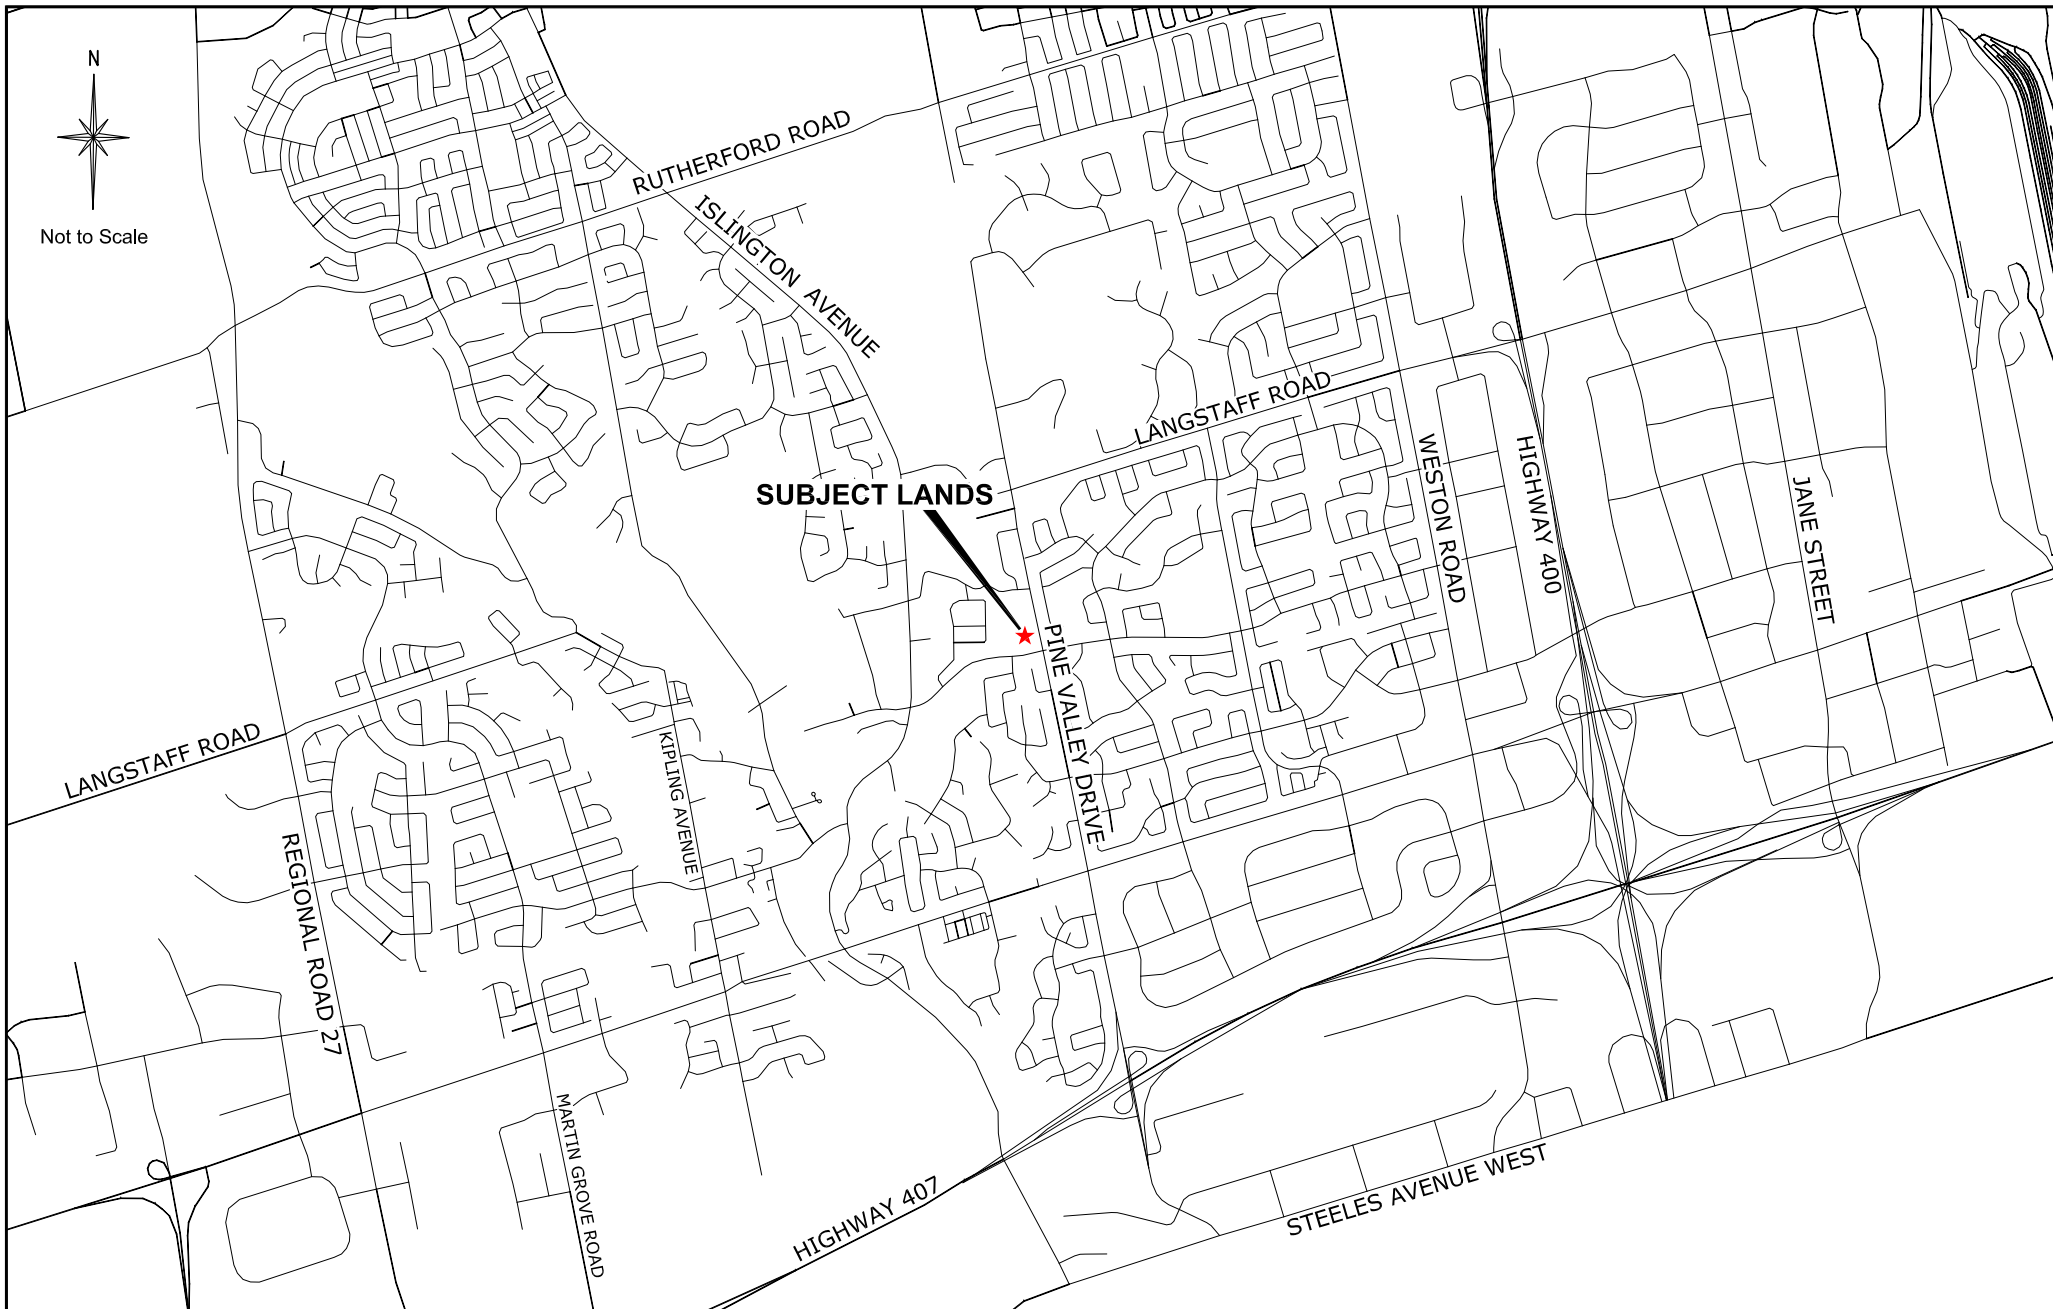 N
Not to Scale
RUTHERFORD ROAD
ISLINGTON AVENUE
LANGSTAFF ROAD
SUBJECT LANDS
WESTON ROAD
HIGHWAY 400
JANE STREET
PINE VALLEY DRIVE
LANGSTAFF ROAD
KIPLING AVENUE
REGIONAL ROAD 27
MARTIN GROVE ROAD
HIGHWAY 407
STEELES AVENUE WEST